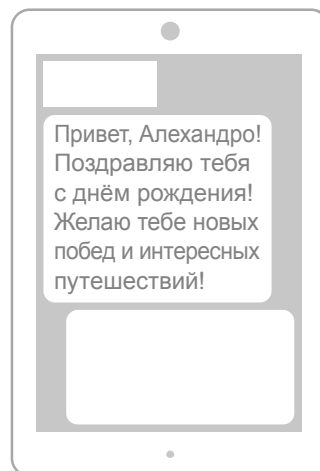 Привет, Алехандро!
Поздравляю тебя
с днём рождения!
Желаю тебе новых
побед и интересных
путешествий!